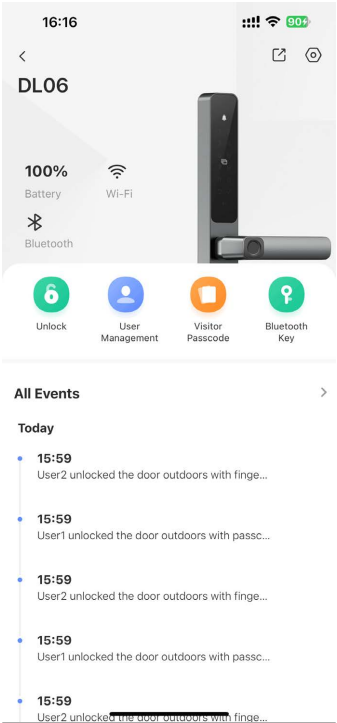 16:16
90
DL06
100%
Battery
Wi-Fi
Bluetooth
Unlock
User
Management
Visitor
Passcode
Bluetooth
Key
All Events
Today
15:59
User2 unlocked the door outdoors with finge...
15:59
User1 unlocked the door outdoors with passc...
15:59
User2 unlocked the door outdoors with finge...
15:59
User1 unlocked the door outdoors with passc...
15:59
User2 unlocked the door outdoors with finge...